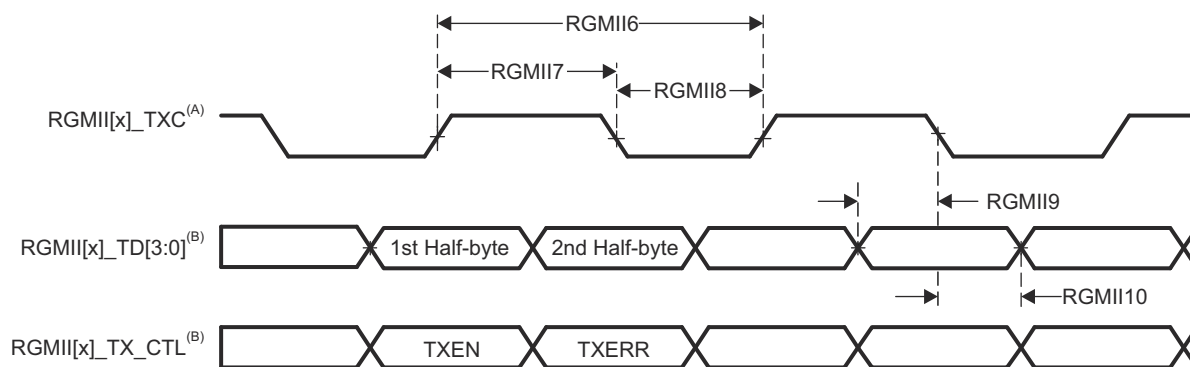 RGMII6
RGMII7
RGMII8
RGMII[x]_TXC(A)
RGMII9
RGMII[x]_TD[3:0](B)
1st Half-byte
2nd Half-byte
RGMII10
RGMII[x]_TX_CTL(B)
TXEN
TXERR